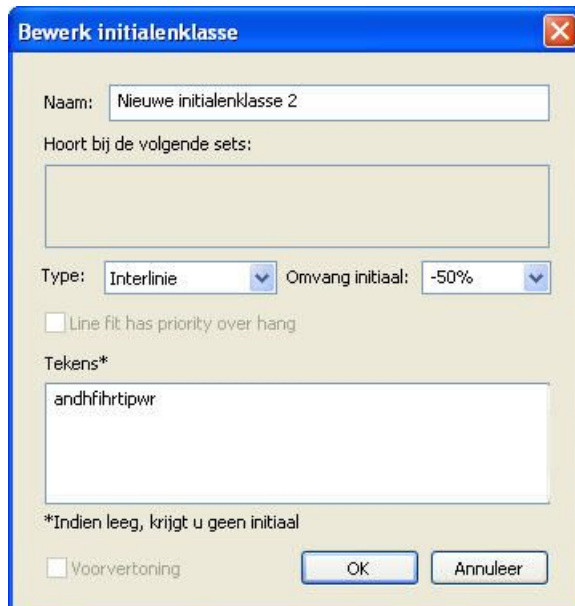 Bewerk initialenklasse
Naam: Nieuwe initialenklasse 2
Hoort bij de volgende sets:
Type: Interlinie Omvang initiaal: -50%
Line fit has priority over hang
Tekens*
andhfihrtipwr
*Indien leeg, krijgt u geen initiaal
Voorvertoning OK Annuleer